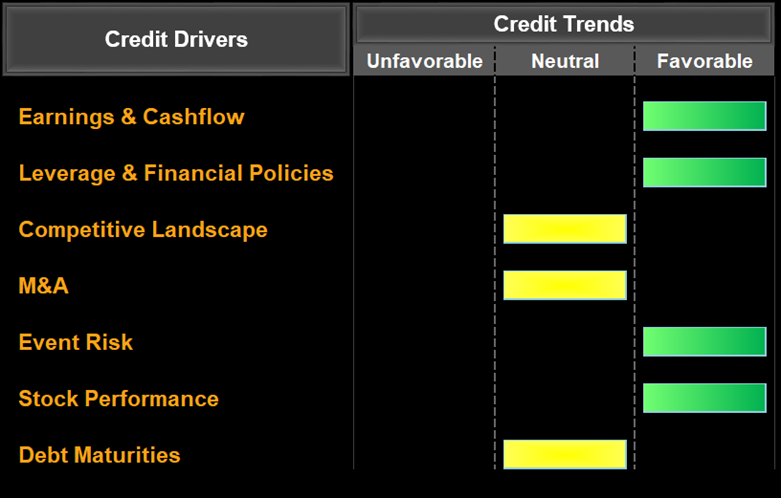 Credit Drivers
Credit Trends
Unfavorable
Neutral
Favorable
Earnings & Cashflow
Leverage & Financial Policies
Competitive Landscape
M&A
Event Risk
Stock Performance
Debt Maturities